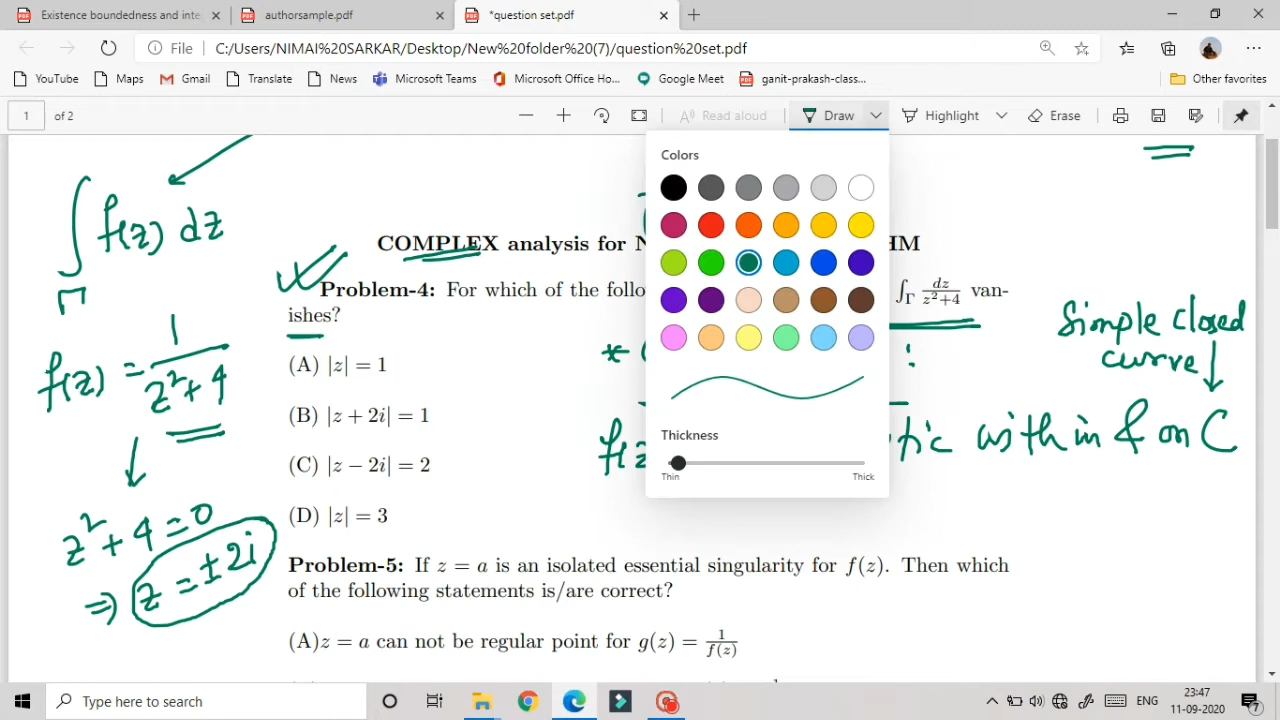 Existence boundedness and inte
authorsample.pdf
*question set.pdf
File
C:/Users/NIMAI%20SARKAR/Desktop/New%20folder%20(7)/question%20set.pdf
YouTube
Maps
Gmail
Translate
News
Microsoft Teams
Microsoft Office Ho...
Google Meet
ganit-prakash-class...
Other favorites
1 of 2
Read aloud
Draw
Highlight
Erase
Colors
Thickness
Thin
Thick
∫Γ f(z) dz
f(z) = 1/(z²+4)
z²+4=0
⇒ z = ±2i
COMPLEX analysis for N
HM
Problem-4: For which of the follo
∫Γ dz/(z²+4) van-
ishes?
(A) |z| = 1
(B) |z + 2i| = 1
(C) |z − 2i| = 2
(D) |z| = 3
Simple closed
curve
within & on C
Problem-5: If z = a is an isolated essential singularity for f(z). Then which
of the following statements is/are correct?
(A)z = a can not be regular point for g(z) = 1/f(z)
Type here to search
ENG
23:47
11-09-2020
7